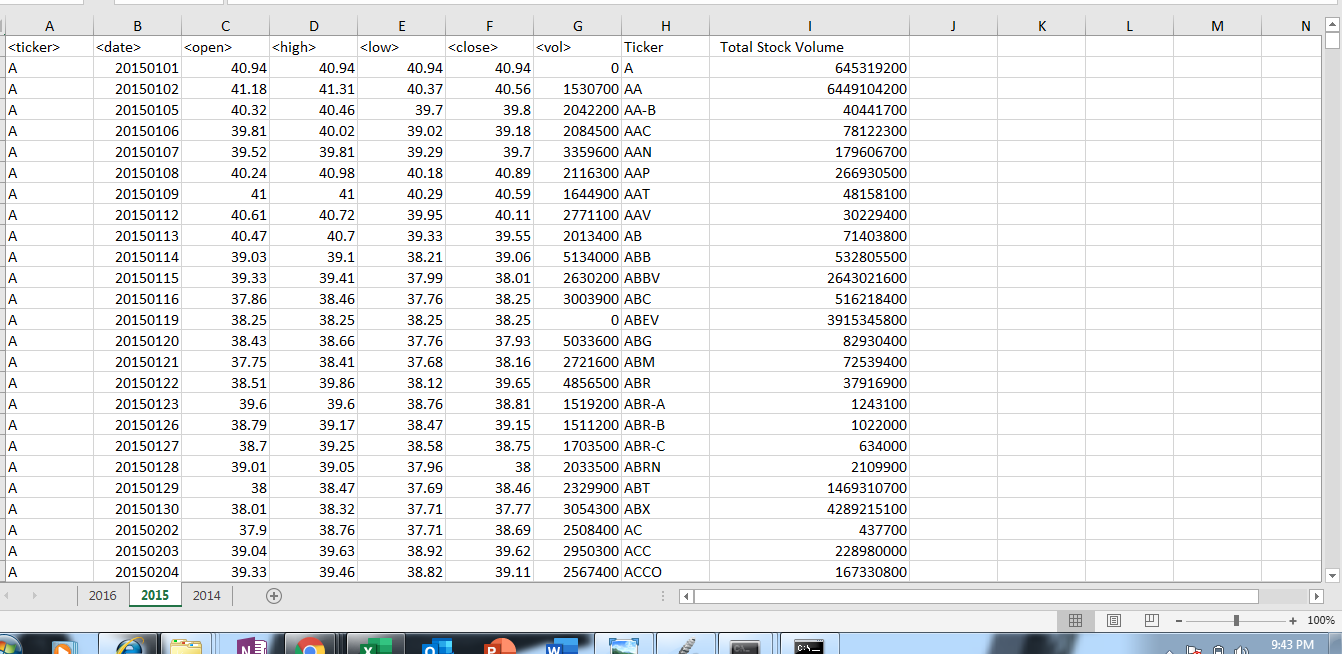 A B C D E F G H I J K L M N
<ticker> <date> <open> <high> <low> <close> <vol> Ticker Total Stock Volume
A 20150101 40.94 40.94 40.94 40.94 0 A 645319200
A 20150102 41.18 41.31 40.37 40.56 1530700 AA 6449104200
A 20150105 40.32 40.46 39.7 39.8 2042200 AA-B 40441700
A 20150106 39.81 40.02 39.02 39.18 2084500 AAC 78122300
A 20150107 39.52 39.81 39.29 39.7 3359600 AAN 179606700
A 20150108 40.24 40.98 40.18 40.89 2116300 AAP 266930500
A 20150109 41 41 40.29 40.59 1644900 AAT 48158100
A 20150112 40.61 40.72 39.95 40.11 2771100 AAV 30229400
A 20150113 40.47 40.7 39.33 39.55 2013400 AB 71403800
A 20150114 39.03 39.1 38.21 39.06 5134000 ABB 532805500
A 20150115 39.33 39.41 37.99 38.01 2630200 ABBV 2643021600
A 20150116 37.86 38.46 37.76 38.25 3003900 ABC 516218400
A 20150119 38.25 38.25 38.25 38.25 0 ABEV 3915345800
A 20150120 38.43 38.66 37.76 37.93 5033600 ABG 82930400
A 20150121 37.75 38.41 37.68 38.16 2721600 ABM 72539400
A 20150122 38.51 39.86 38.12 39.65 4856500 ABR 37916900
A 20150123 39.6 39.6 38.76 38.81 1519200 ABR-A 1243100
A 20150126 38.79 39.17 38.47 39.15 1511200 ABR-B 1022000
A 20150127 38.7 39.25 38.58 38.75 1703500 ABR-C 634000
A 20150128 39.01 39.05 37.96 38 2033500 ABRN 2109900
A 20150129 38 38.47 37.69 38.46 2329900 ABT 1469310700
A 20150130 38.01 38.32 37.71 37.77 3054300 ABX 4289215100
A 20150202 37.9 38.76 37.71 38.69 2508400 AC 437700
A 20150203 39.04 39.63 38.92 39.62 2950300 ACC 228980000
A 20150204 39.33 39.46 38.82 39.11 2567400 ACCO 167330800
2016 2015 2014
100%
9:43 PM